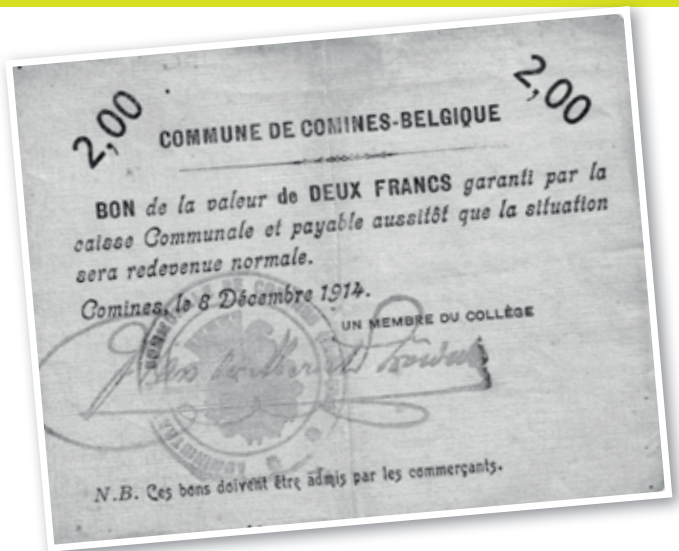 2,00
2,00
COMMUNE DE COMINES-BELGIQUE
BON de la valeur de DEUX FRANCS garanti par la
caisse Communale et payable aussitôt que la situation
sera redevenue normale.
Comines, le 8 Décembre 1914.
UN MEMBRE DU COLLÈGE
N.B. Ces bons doivent être admis par les commerçants.